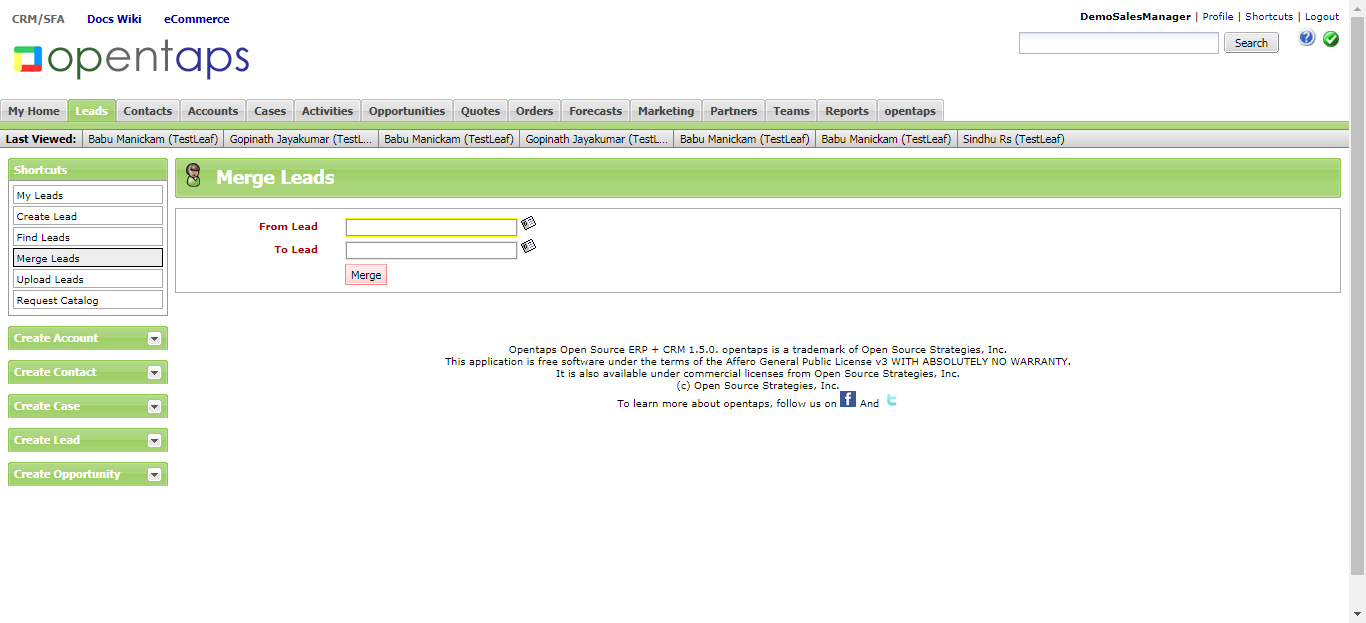 CRM/SFA Docs Wiki eCommerce
DemoSalesManager | Profile | Shortcuts | Logout
opentaps
Search
My Home Leads Contacts Accounts Cases Activities Opportunities Quotes Orders Forecasts Marketing Partners Teams Reports opentaps
Last Viewed: Babu Manickam (TestLeaf) Gopinath Jayakumar (TestL... Babu Manickam (TestLeaf) Gopinath Jayakumar (TestL... Babu Manickam (TestLeaf) Babu Manickam (TestLeaf) Sindhu Rs (TestLeaf)
Shortcuts
My Leads
Create Lead
Find Leads
Merge Leads
Upload Leads
Request Catalog
Create Account
Create Contact
Create Case
Create Lead
Create Opportunity
Merge Leads
From Lead
To Lead
Merge
Opentaps Open Source ERP + CRM 1.5.0. opentaps is a trademark of Open Source Strategies, Inc.
This application is free software under the terms of the Affero General Public License v3 WITH ABSOLUTELY NO WARRANTY.
It is also available under commercial licenses from Open Source Strategies, Inc.
(c) Open Source Strategies, Inc.
To learn more about opentaps, follow us on f And t